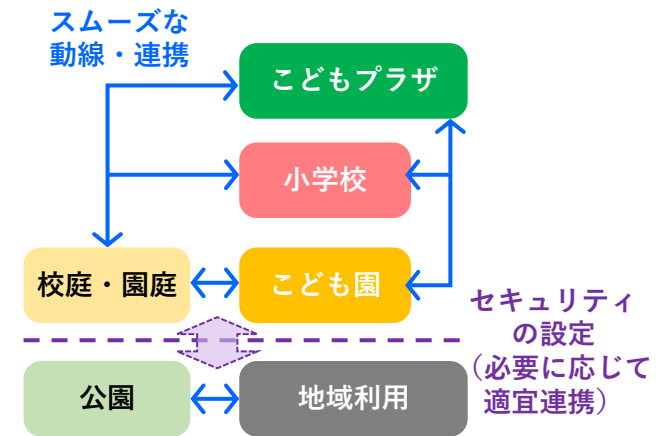 スムーズな
動線・連携
こどもプラザ
小学校
校庭・園庭
こども園
セキュリティ
の設定
（必要に応じて
適宜連携）
公園
地域利用